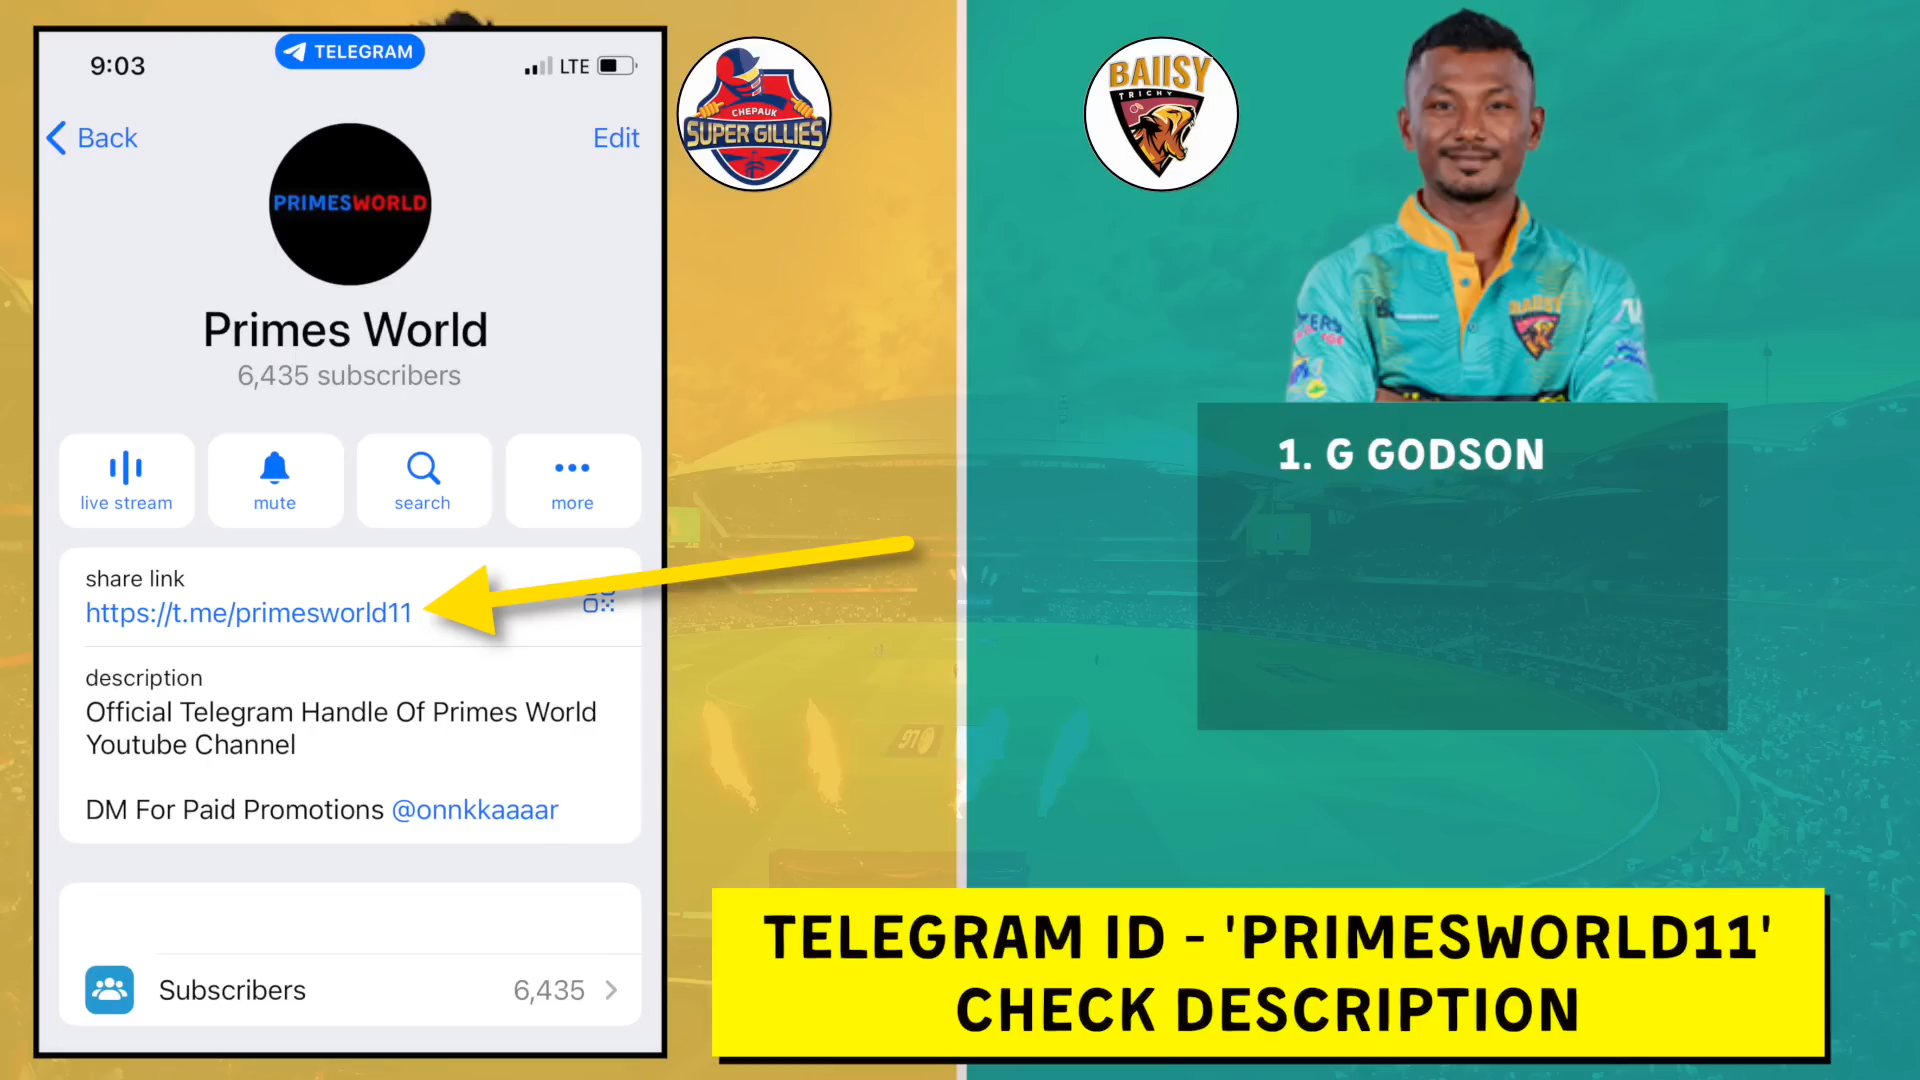 9:03
TELEGRAM
LTE
Back
Edit
PRIMESWORLD
Primes World
6,435 subscribers
live stream
mute
search
more
share link
https://t.me/primesworld11
description
Official Telegram Handle Of Primes World
Youtube Channel
DM For Paid Promotions @onnkkaaaar
Subscribers
6,435
CHEPAUK
SUPER GILLIES
BAIISY
TRICHY
1. G GODSON
TELEGRAM ID - 'PRIMESWORLD11'
CHECK DESCRIPTION